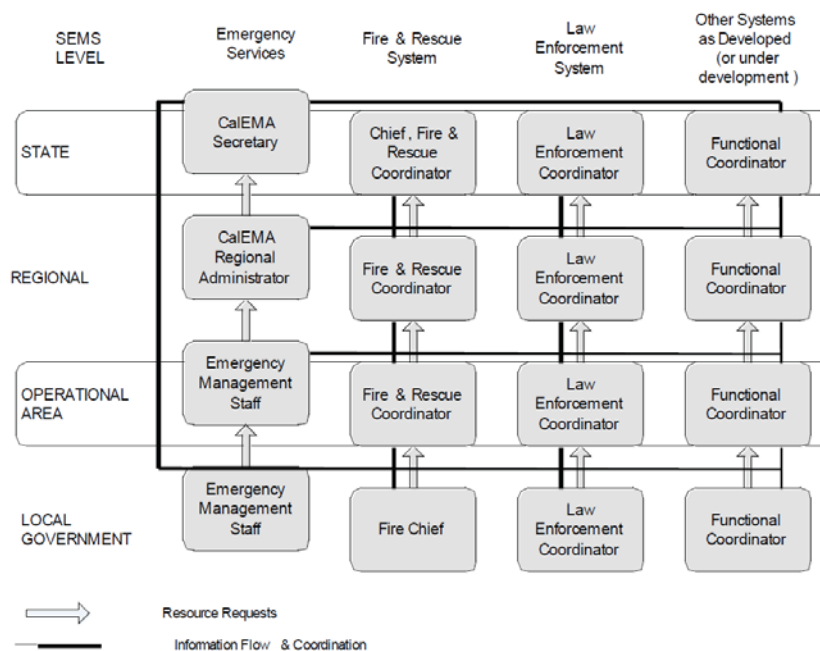 SEMS
LEVEL
Emergency
Services
Fire & Rescue
System
Law
Enforcement
System
Other Systems
as Developed
(or under
development )
STATE
CalEMA
Secretary
Chief , Fire &
Rescue
Coordinator
Law
Enforcement
Coordinator
Functional
Coordinator
REGIONAL
CalEMA
Regional
Administrator
Fire & Rescue
Coordinator
Law
Enforcement
Coordinator
Functional
Coordinator
OPERATIONAL
AREA
Emergency
Management
Staff
Fire & Rescue
Coordinator
Law
Enforcement
Coordinator
Functional
Coordinator
LOCAL
GOVERNMENT
Emergency
Management
Staff
Fire Chief
Law
Enforcement
Coordinator
Functional
Coordinator
Resource Requests
Information Flow & Coordination